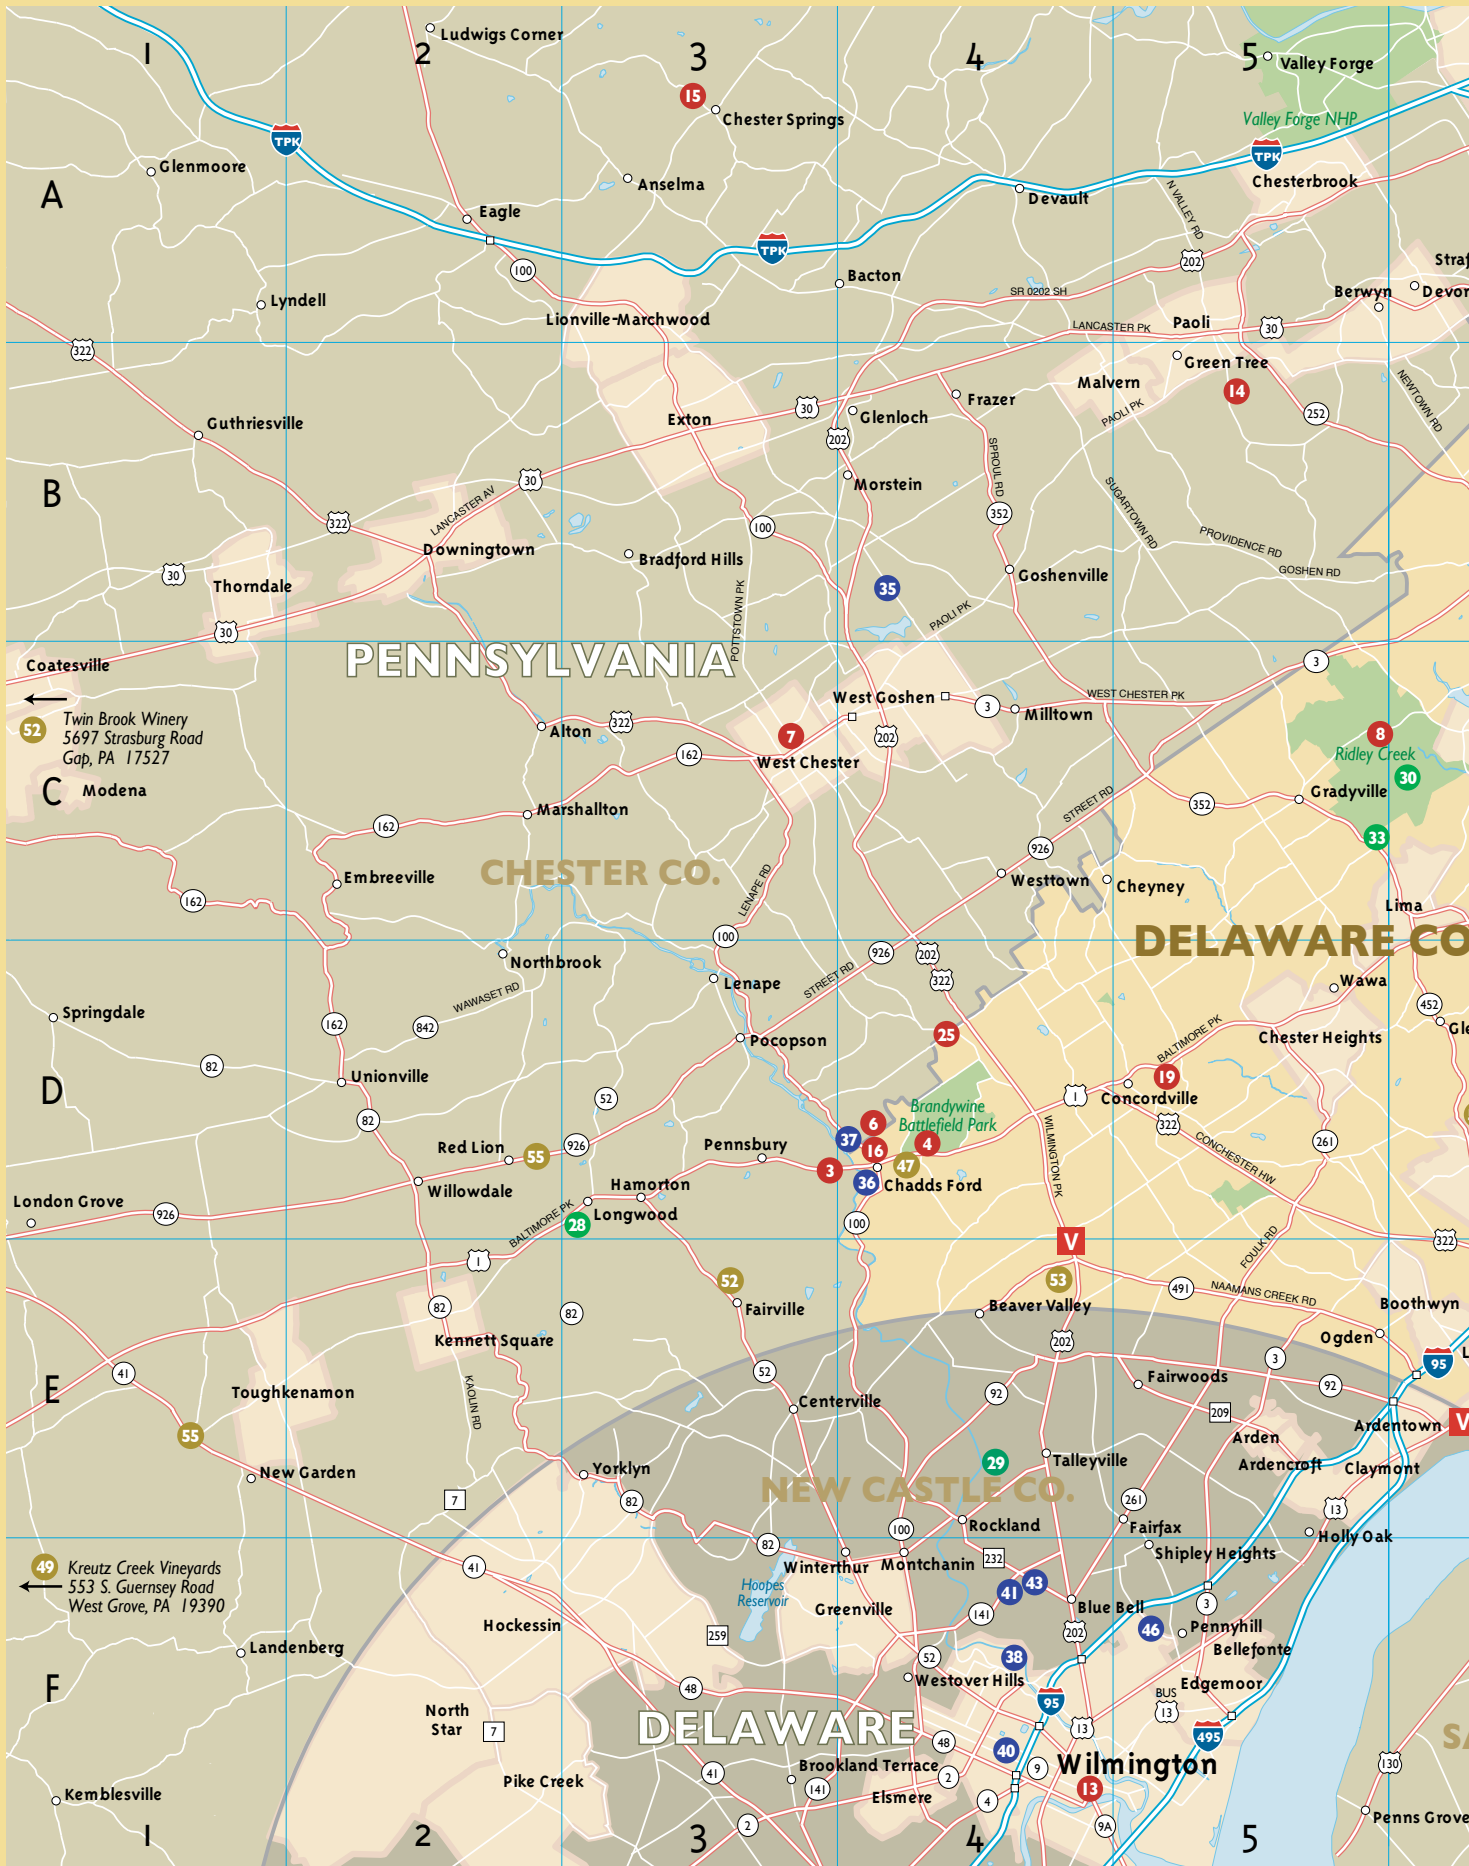 1
2
3
4
5
Ludwigs Corner
Valley Forge
15
Chester Springs
Valley Forge NHP
TPK
TPK
Glenmoore
Anselma
Chesterbrook
A
Devault
N VALLEY RD
Eagle
TPK
202
100
Bacton
Lyndell
SR 0202 SH
Berwyn
Lionville-Marchwood
LANCASTER PK
Paoli
30
322
Green Tree
Malvern
14
NEWTOWN RD
Frazer
30
Glenloch
PAOLI PK
252
Guthriesville
Exton
202
SPROUL RD
Morstein
B
30
LANCASTER AV
322
352
SUGARTOWN RD
100
PROVIDENCE RD
Downingtown
Bradford Hills
GOSHEN RD
30
Thorndale
Goshenville
35
POTTSTOWN PK
PAOLI PK
30
PENNSYLVANIA
Coatesville
3
West Goshen
WEST CHESTER PK
3
Milltown
52
Twin Brook Winery
5697 Strasburg Road
Gap, PA 17527
Alton
322
7
202
8
Ridley Creek
162
West Chester
30
C
Modena
Gradyville
352
STREET RD
Marshallton
162
33
926
CHESTER CO.
Embreeville
Westtown
Cheyney
LENAPE RD
162
Lima
100
DELAWARE CO
926
202
Northbrook
STREET RD
322
Lenape
Wawa
WAWASET RD
452
Springdale
162
842
25
BALTIMORE PK
Pocopson
Chester Heights
82
D
Unionville
19
52
1
Concordville
Brandywine
Battlefield Park
82
6
322
WILMINGTON PK
37
4
261
Red Lion
926
Pennsbury
16
CONCHESTER HW
55
3
47
36
Chadds Ford
Willowdale
Hamorton
London Grove
926
BALTIMORE PK
Longwood
28
100
FOULK RD
322
V
1
52
53
491
NAAMANS CREEK RD
82
82
Fairville
Beaver Valley
Boothwyn
Kennett Square
202
Ogden
3
95
41
52
E
KAOLIN RD
Toughkenamon
92
Fairwoods
92
Centerville
209
Ardentown
V
55
Arden
Talleyville
29
Ardencroft
Claymont
New Garden
Yorklyn
NEW CASTLE CO.
7
82
261
13
100
Rockland
Fairfax
Holly Oak
82
49
Kreutz Creek Vineyards
553 S. Guernsey Road
West Grove, PA 19390
41
Winterthur
Montchanin
232
Shipley Heights
Hoopes
Reservoir
43
41
3
Greenville
141
Blue Bell
Hockessin
259
202
46
Pennyhill
Landenberg
52
38
Bellefonte
F
48
Westover Hills
Edgemoor
95
BUS
13
North
Star
7
DELAWARE
13
495
48
40
9
Wilmington
130
41
Brookland Terrace
2
13
Pike Creek
141
Elsmere
4
Kemblesville
Penns Grove
2
9A
1
2
3
4
5